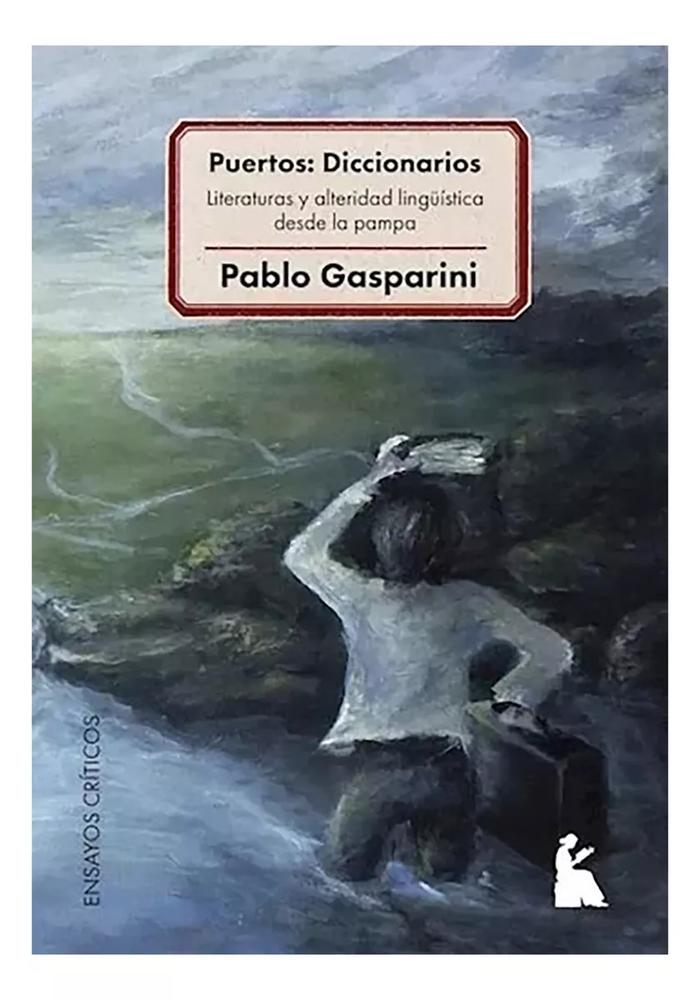 Puertos: Diccionarios
Literaturas y alteridad lingüística
desde la pampa
Pablo Gasparini
ENSAYOS CRÍTICOS